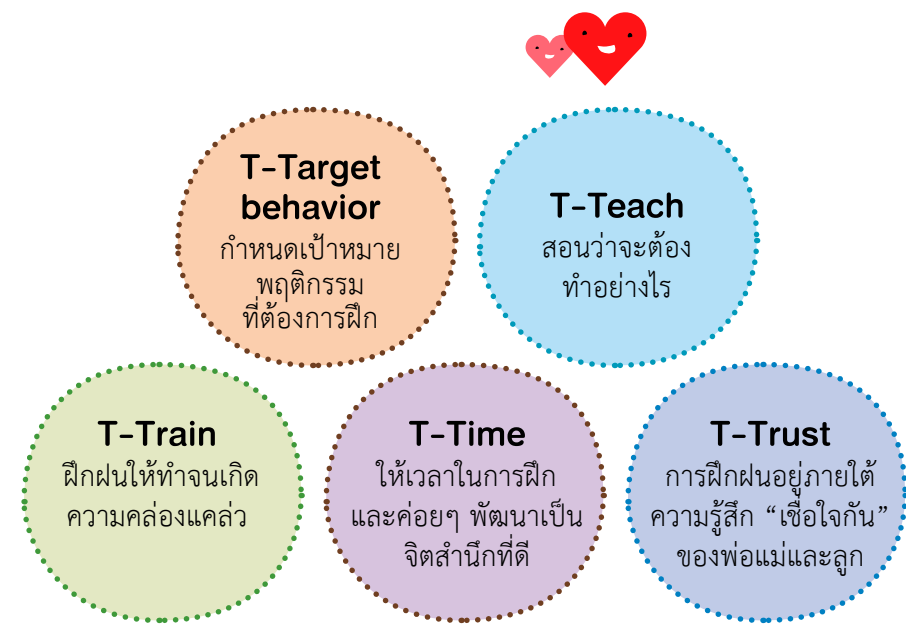 T-Target
behavior
กำหนดเป้าหมาย
พฤติกรรม
ที่ต้องการฝึก
T-Teach
สอนว่าจะต้อง
ทำอย่างไร
T-Train
ฝึกฝนให้ทำจนเกิด
ความคล่องแคล่ว
T-Time
ให้เวลาในการฝึก
และค่อยๆ พัฒนาเป็น
จิตสำนึกที่ดี
T-Trust
การฝึกฝนอยู่ภายใต้
ความรู้สึก “เชื่อใจกัน”
ของพ่อแม่และลูก